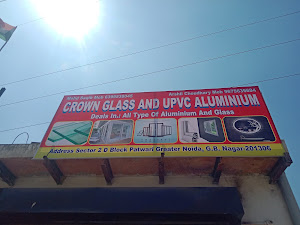 CROWN GLASS AND UPVC ALUMINIUM
Deals In : All Type Of Aluminium And Glass
Address Sector 2 D Block Patwari Greater Noida, G.B. Nagar-201306